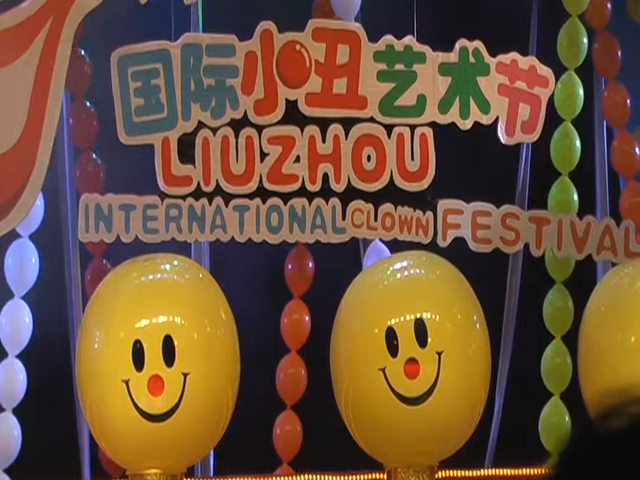 国际小丑艺术节
LIUZHOU
INTERNATIONAL CLOWN FESTIVAL